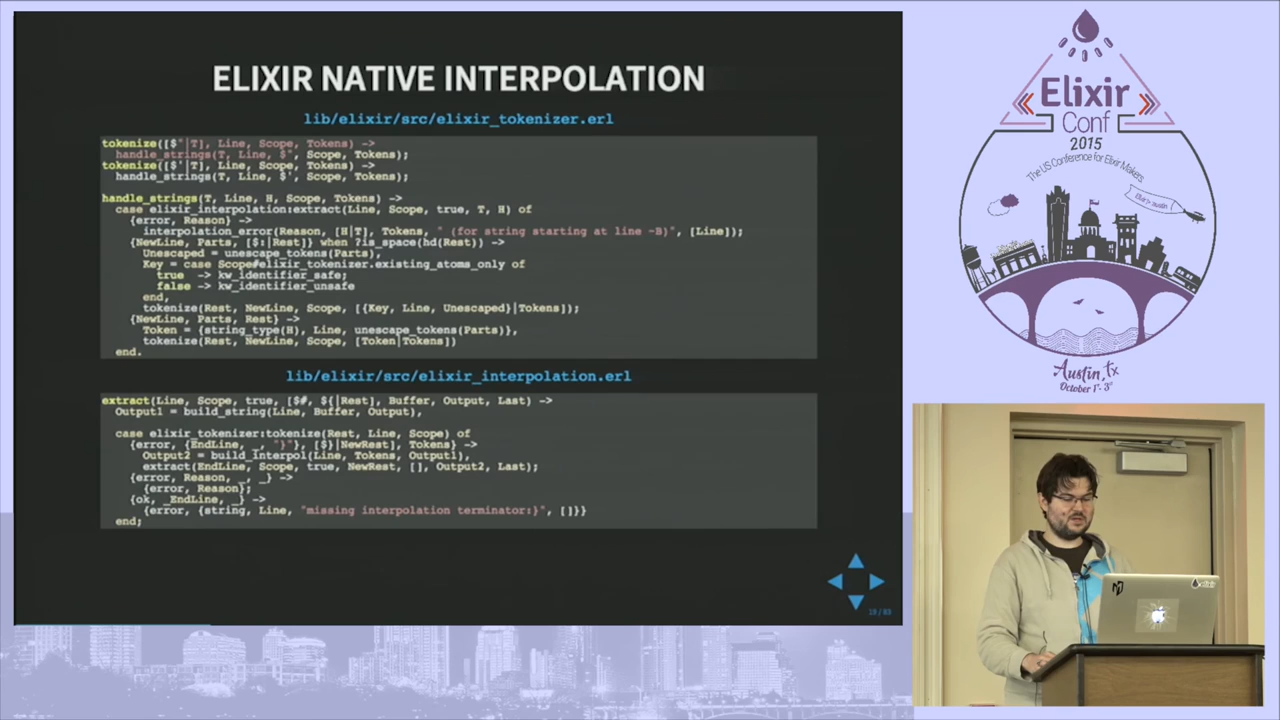 ELIXIR NATIVE INTERPOLATION
lib/elixir/src/elixir_tokenizer.erl
tokenize([$"|T], Line, Scope, Tokens) ->
  handle_strings(T, Line, $", Scope, Tokens);
tokenize([$'|T], Line, Scope, Tokens) ->
  handle_strings(T, Line, $', Scope, Tokens);
handle_strings(T, Line, H, Scope, Tokens) ->
  case elixir_interpolation:extract(Line, Scope, true, T, H) of
    {error, Reason} ->
      interpolation_error(Reason, [H|T], Tokens, " (for string starting at line ~B)", [Line]);
    {NewLine, Parts, [$:|Rest]} when ?is_space(hd(Rest)) ->
      Unescaped = unescape_tokens(Parts),
      Key = case Scope#elixir_tokenizer.existing_atoms_only of
        true  -> kw_identifier_safe;
        false -> kw_identifier_unsafe
      end,
      tokenize(Rest, NewLine, Scope, [{Key, Line, Unescaped}|Tokens]);
    {NewLine, Parts, Rest} ->
      Token = {string_type(H), Line, unescape_tokens(Parts)},
      tokenize(Rest, NewLine, Scope, [Token|Tokens])
  end.
lib/elixir/src/elixir_interpolation.erl
extract(Line, Scope, true, [$#, ${|Rest], Buffer, Output, Last) ->
  Output1 = build_string(Line, Buffer, Output),
  case elixir_tokenizer:tokenize(Rest, Line, Scope) of
    {error, {EndLine, _, "}"}, [$}|NewRest], Tokens} ->
      Output2 = build_interpol(Line, Tokens, Output1),
      extract(EndLine, Scope, true, NewRest, [], Output2, Last);
    {error, Reason, _, _} ->
      {error, Reason};
    {ok, _EndLine, _} ->
      {error, {string, Line, "missing interpolation terminator:}", []}}
  end;
19 / 83
Elixir
Conf
2015
The US Conference for Elixir Makers
Austin, Tx
October 1st - 3rd